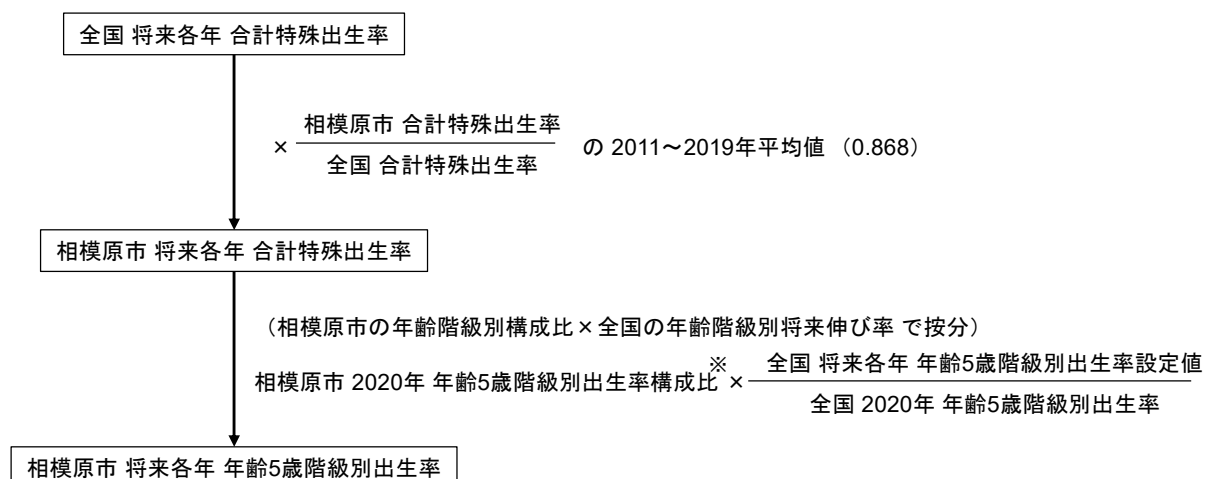 全国 将来各年 合計特殊出生率
相模原市 合計特殊出生率
×
の 2011～2019年平均値 （0.868）
全国 合計特殊出生率
相模原市 将来各年 合計特殊出生率
（相模原市の年齢階級別構成比×全国の年齢階級別将来伸び率 で按分）
相模原市 2020年 年齢5歳階級別出生率構成比※ ×
全国 将来各年 年齢5歳階級別出生率設定値
全国 2020年 年齢5歳階級別出生率
相模原市 将来各年 年齢5歳階級別出生率